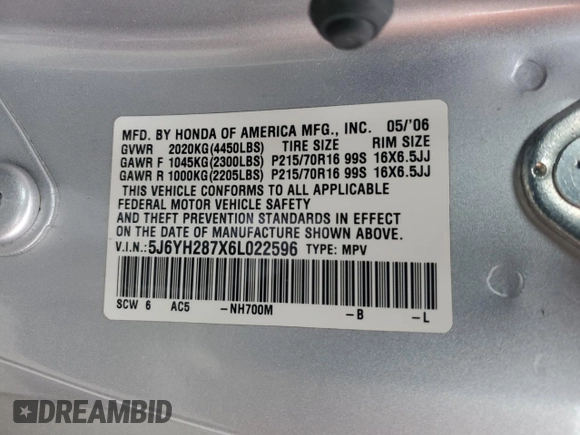 MFD. BY HONDA OF AMERICA MFG., INC. 05/'06
GVWR 2020KG(4450LBS) TIRE SIZE RIM SIZE
GAWR F 1045KG(2300LBS) P215/70R16 99S 16X6.5JJ
GAWR R 1000KG(2205LBS) P215/70R16 99S 16X6.5JJ
THIS VEHICLE CONFORMS TO ALL APPLICABLE
FEDERAL MOTOR VEHICLE SAFETY
AND THEFT PREVENTION STANDARDS IN EFFECT
ON THE DATE OF MANUFACTURE SHOWN ABOVE.
V.I.N.:5J6YH287X6L022596 TYPE: MPV
SCW 6 AC5 -NH700M -B -L
DREAMBID